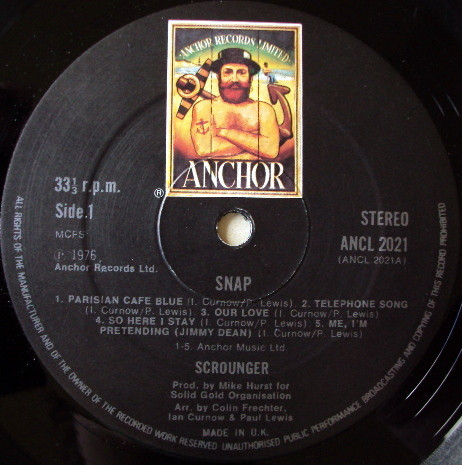 ANCHOR RECORDS LIMITED
ANCHOR
®
33⅓ r.p.m.
Side.1
MCPS
℗ 1976
Anchor Records Ltd.
STEREO
ANCL 2021
(ANCL 2021A)
SNAP
1. PARISIAN CAFE BLUE (I. Curnow/P. Lewis). 2. TELEPHONE SONG
(I. Curnow/P. Lewis). 3. OUR LOVE (I. Curnow/P. Lewis)
4. SO HERE I STAY (I. Curnow/P. Lewis). 5. ME, I'M
PRETENDING (JIMMY DEAN) (I. Curnow/P. Lewis)
1-5. Anchor Music Ltd.
SCROUNGER
Prod. by Mike Hurst for
Solid Gold Organisation
Arr. by Colin Frechter,
Ian Curnow & Paul Lewis
MADE IN U.K.
ALL RIGHTS OF THE MANUFACTURER AND OF THE OWNER OF THE RECORDED WORK RESERVED UNAUTHORISED PUBLIC PERFORMANCE BROADCASTING AND COPYING OF THIS RECORD PROHIBITED